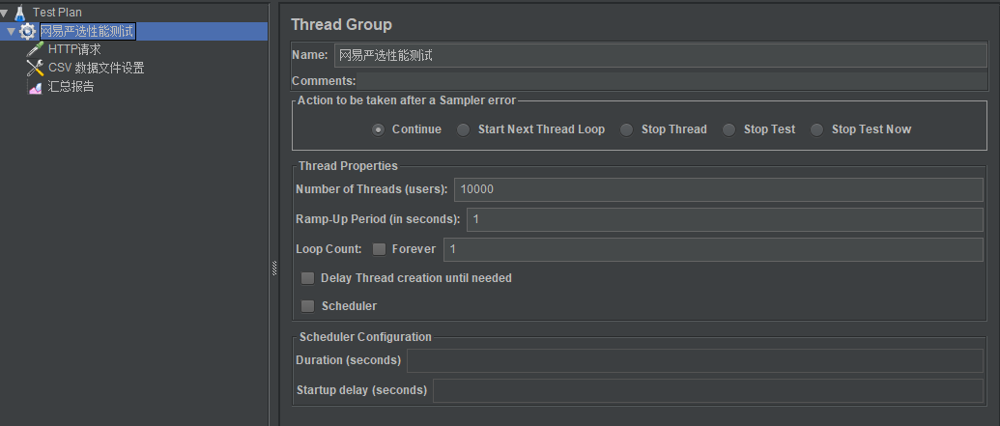 Test Plan
网易严选性能测试
HTTP请求
CSV 数据文件设置
汇总报告
Thread Group
Name: 网易严选性能测试
Comments:
Action to be taken after a Sampler error
Continue Start Next Thread Loop Stop Thread Stop Test Stop Test Now
Thread Properties
Number of Threads (users): 10000
Ramp-Up Period (in seconds): 1
Loop Count: Forever 1
Delay Thread creation until needed
Scheduler
Scheduler Configuration
Duration (seconds)
Startup delay (seconds)